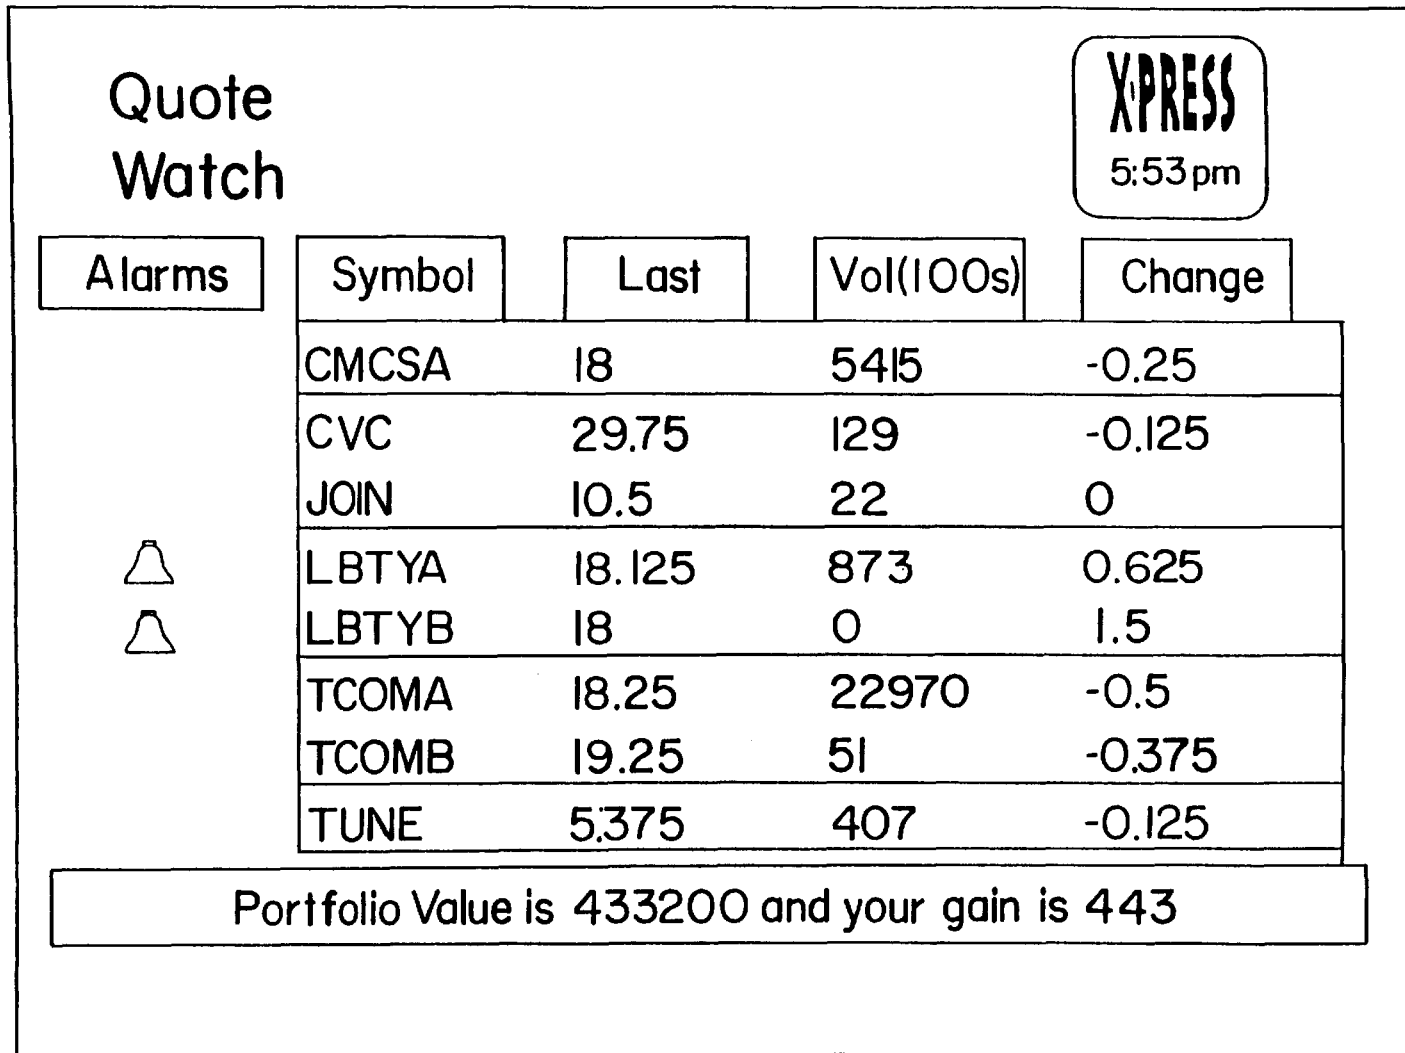 Quote
Watch
X·PRESS
5:53pm
Alarms Symbol Last Vol(100s) Change
CMCSA 18 5415 -0.25
CVC 29.75 129 -0.125
JOIN 10.5 22 0
LBTYA 18.125 873 0.625
LBTYB 18 0 1.5
TCOMA 18.25 22970 -0.5
TCOMB 19.25 51 -0.375
TUNE 5.375 407 -0.125
Portfolio Value is 433200 and your gain is 443